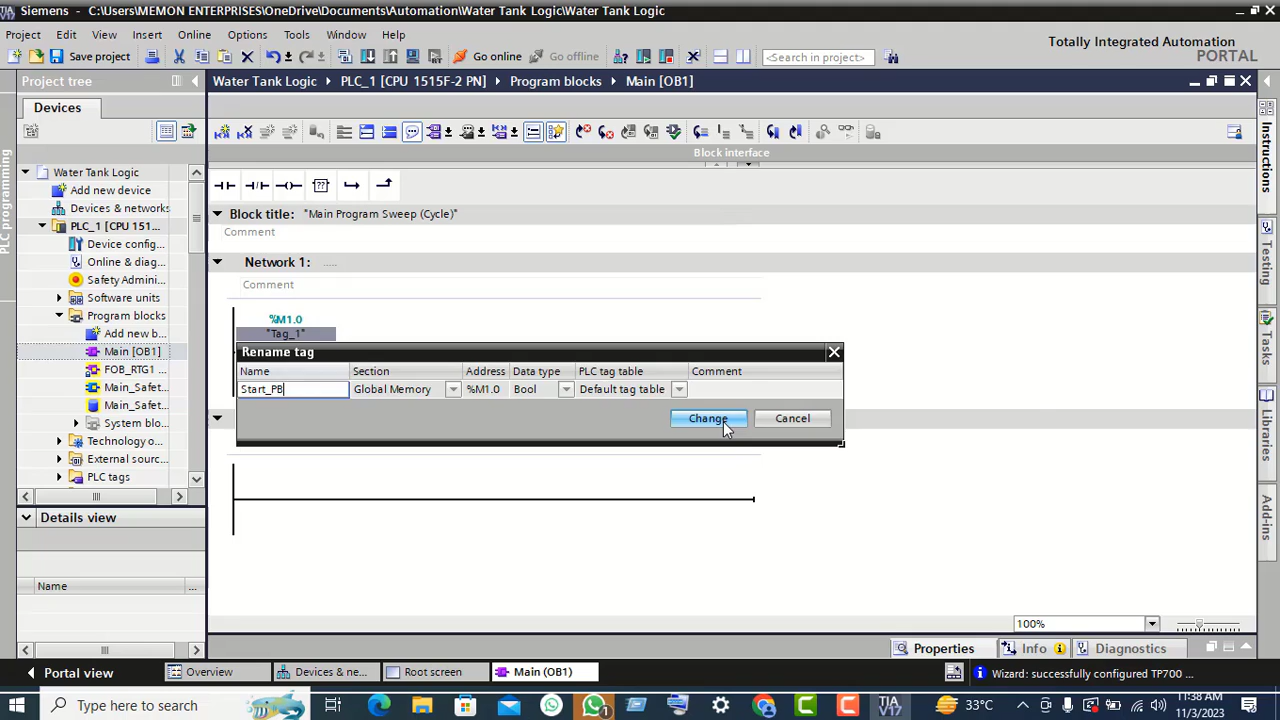 Siemens - C:\Users\MEMON ENTERPRISES\OneDrive\Documents\Automation\Water Tank Logic\Water Tank Logic
Project Edit View Insert Online Options Tools Window Help
Totally Integrated Automation
PORTAL
Save project
Go online
Go offline
<Search in project>
Project tree
Water Tank Logic
PLC_1 [CPU 1515F-2 PN]
Program blocks
Main [OB1]
Devices
Block interface
Water Tank Logic
Add new device
Devices & networks
PLC_1 [CPU 151...
Device config...
Online & diag...
Safety Admini...
Software units
Program blocks
Add new b...
Main [OB1]
FOB_RTG1 ...
Main_Safet...
Main_Safet...
System blo...
Technology o...
External sourc...
PLC tags
Details view
Name ...
PLC programming
Block title: "Main Program Sweep (Cycle)"
Comment
Network 1: .....
Comment
%M1.0
"Tag_1"
Rename tag
Name Section Address Data type PLC tag table Comment
Start_PB Global Memory %M1.0 Bool Default tag table
Change Cancel
Instructions
Testing
Tasks
Libraries
Add-ins
100%
Properties Info Diagnostics
Portal view
Overview
Devices & ne...
Root screen
Main (OB1)
Wizard: successfully configured TP700 ...
Type here to search
1
33°C
11:38 AM
11/3/2023